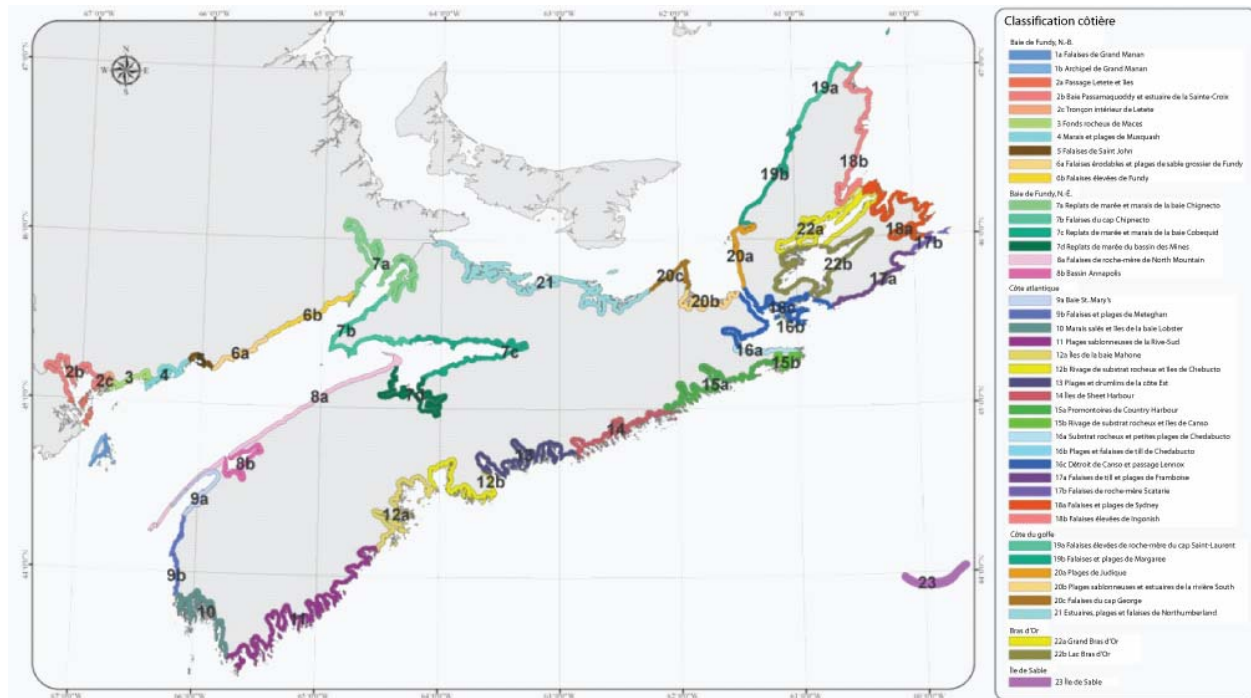 Classification côtière
Baie de Fundy, N.-B.
1a Falaises de Grand Manan
1b Archipel de Grand Manan
2a Passage Letete et îles
2b Baie Passamaquoddy et estuaire de la Sainte-Croix
2c Tronçon intérieur de Letete
3 Fonds rocheux de Maces
4 Marais et plages de Musquash
5 Falaises de Saint John
6a Falaises érodables et plages de sable grossier de Fundy
6b Falaises élevées de Fundy
Baie de Fundy, N.-É.
7a Replats de marée et marais de la baie Chignecto
7b Falaises du cap Chignecto
7c Replats de marée et marais de la baie Cobequid
7d Replats de marée du bassin des Mines
8a Falaises de roche-mère de North Mountain
8b Bassin Annapolis
Côte atlantique
9a Baie St. Mary's
9b Falaises et plages de Meteghan
10 Marais salés et îles de la baie Lobster
11 Plages sablonneuses de la Rive-Sud
12a Îles de la baie Mahone
12b Rivage de substrat rocheux et îles de Chebucto
13 Plages et drumlins de la côte Est
14 Îles de Sheet Harbour
15a Promontoires de Country Harbour
15b Rivage de substrat rocheux et îles de Canso
16a Substrat rocheux et petites plages de Chedabucto
16b Plages et falaises de till de Chedabucto
16c Détroit de Canso et passage Lennox
17a Falaises de till et plages de Framboise
17b Falaises de roche-mère Scatarie
18a Falaises et plages de Sydney
18b Falaises élevées de Ingonish
Côte du golfe
19a Falaises élevées de roche-mère du cap Saint-Laurent
19b Falaises et plages de Margaree
20a Plages de Judique
20b Plages sablonneuses et estuaires de la rivière South
20c Falaises du cap George
21 Estuaires, plages et falaises de Northumberland
Bras d'Or
22a Grand Bras d'Or
22b Lac Bras d'Or
Île de Sable
23 Île de Sable
N
W E
S
19a
19b
18b
22a
18a
17b
20a
22b
17a
7a
21
20c
20b
16b
6b
7b
7c
16a
15b
6a
5
4
3
2c
2b
8a
15a
14
8b
12b
9a
12a
9b
10
23